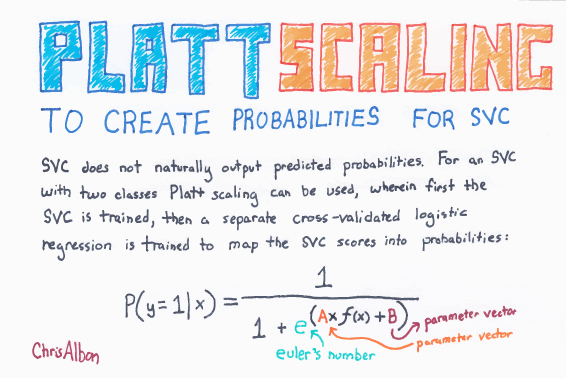 PLATT SCALING
TO CREATE PROBABILITIES FOR SVC
SVC does not naturally output predicted probabilities. For an SVC
with two classes Platt scaling can be used, wherein first the
SVC is trained, then a separate cross-validated logistic
regression is trained to map the SVC scores into probabilities:
P(y=1|x) = 1 / 1 + e^(A x f(x) + B)
parameter vector
parameter vector
euler's number
Chris Albon